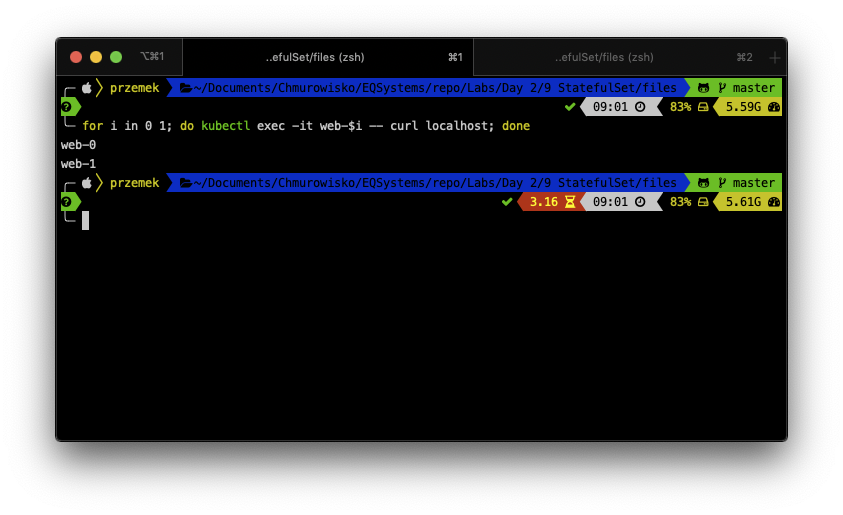 ⌥⌘1 ..efulSet/files (zsh) ⌘1 ..efulSet/files (zsh) ⌘2 +
przemek ~/Documents/Chmurowisko/EQSystems/repo/Labs/Day 2/9 StatefulSet/files master
? ✔ 09:01 83% 5.59G
for i in 0 1; do kubectl exec -it web-$i -- curl localhost; done
web-0
web-1
przemek ~/Documents/Chmurowisko/EQSystems/repo/Labs/Day 2/9 StatefulSet/files master
? ✔ 3.16 09:01 83% 5.61G